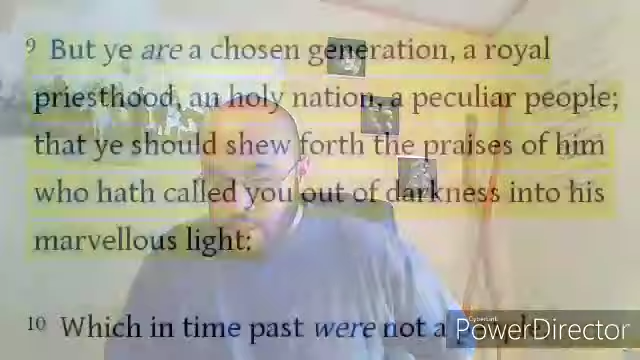 9 But ye are a chosen generation, a royal
priesthood, an holy nation, a peculiar people;
that ye should shew forth the praises of him
who hath called you out of darkness into his
marvellous light:
10 Which in time past were not a
CyberLink
PowerDirector